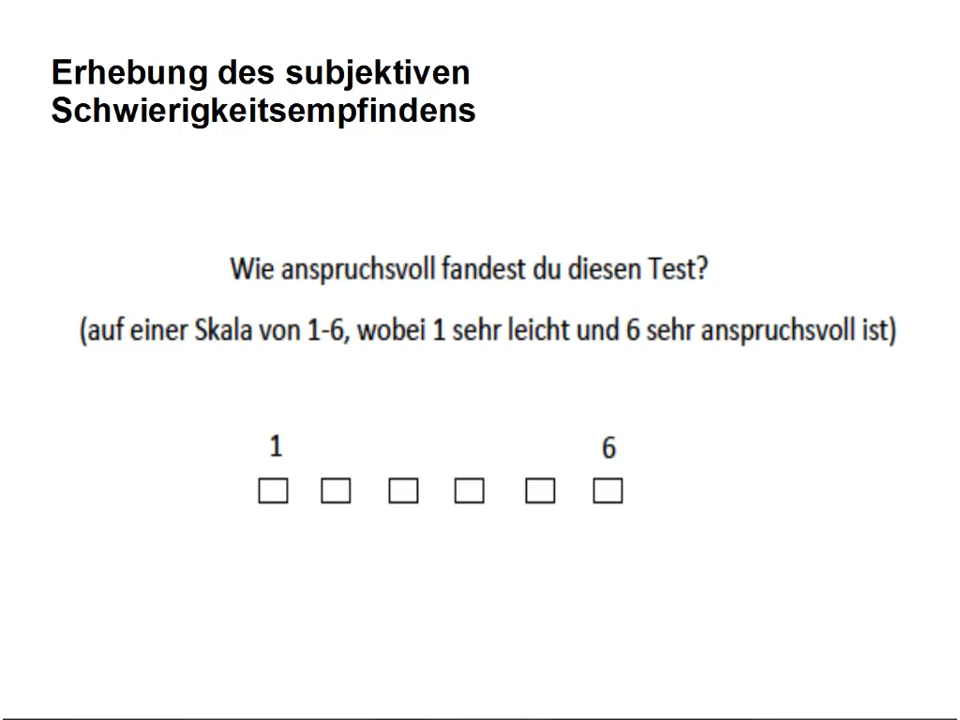 Erhebung des subjektiven
Schwierigkeitsempfindens
Wie anspruchsvoll fandest du diesen Test?
(auf einer Skala von 1-6, wobei 1 sehr leicht und 6 sehr anspruchsvoll ist)
1 6